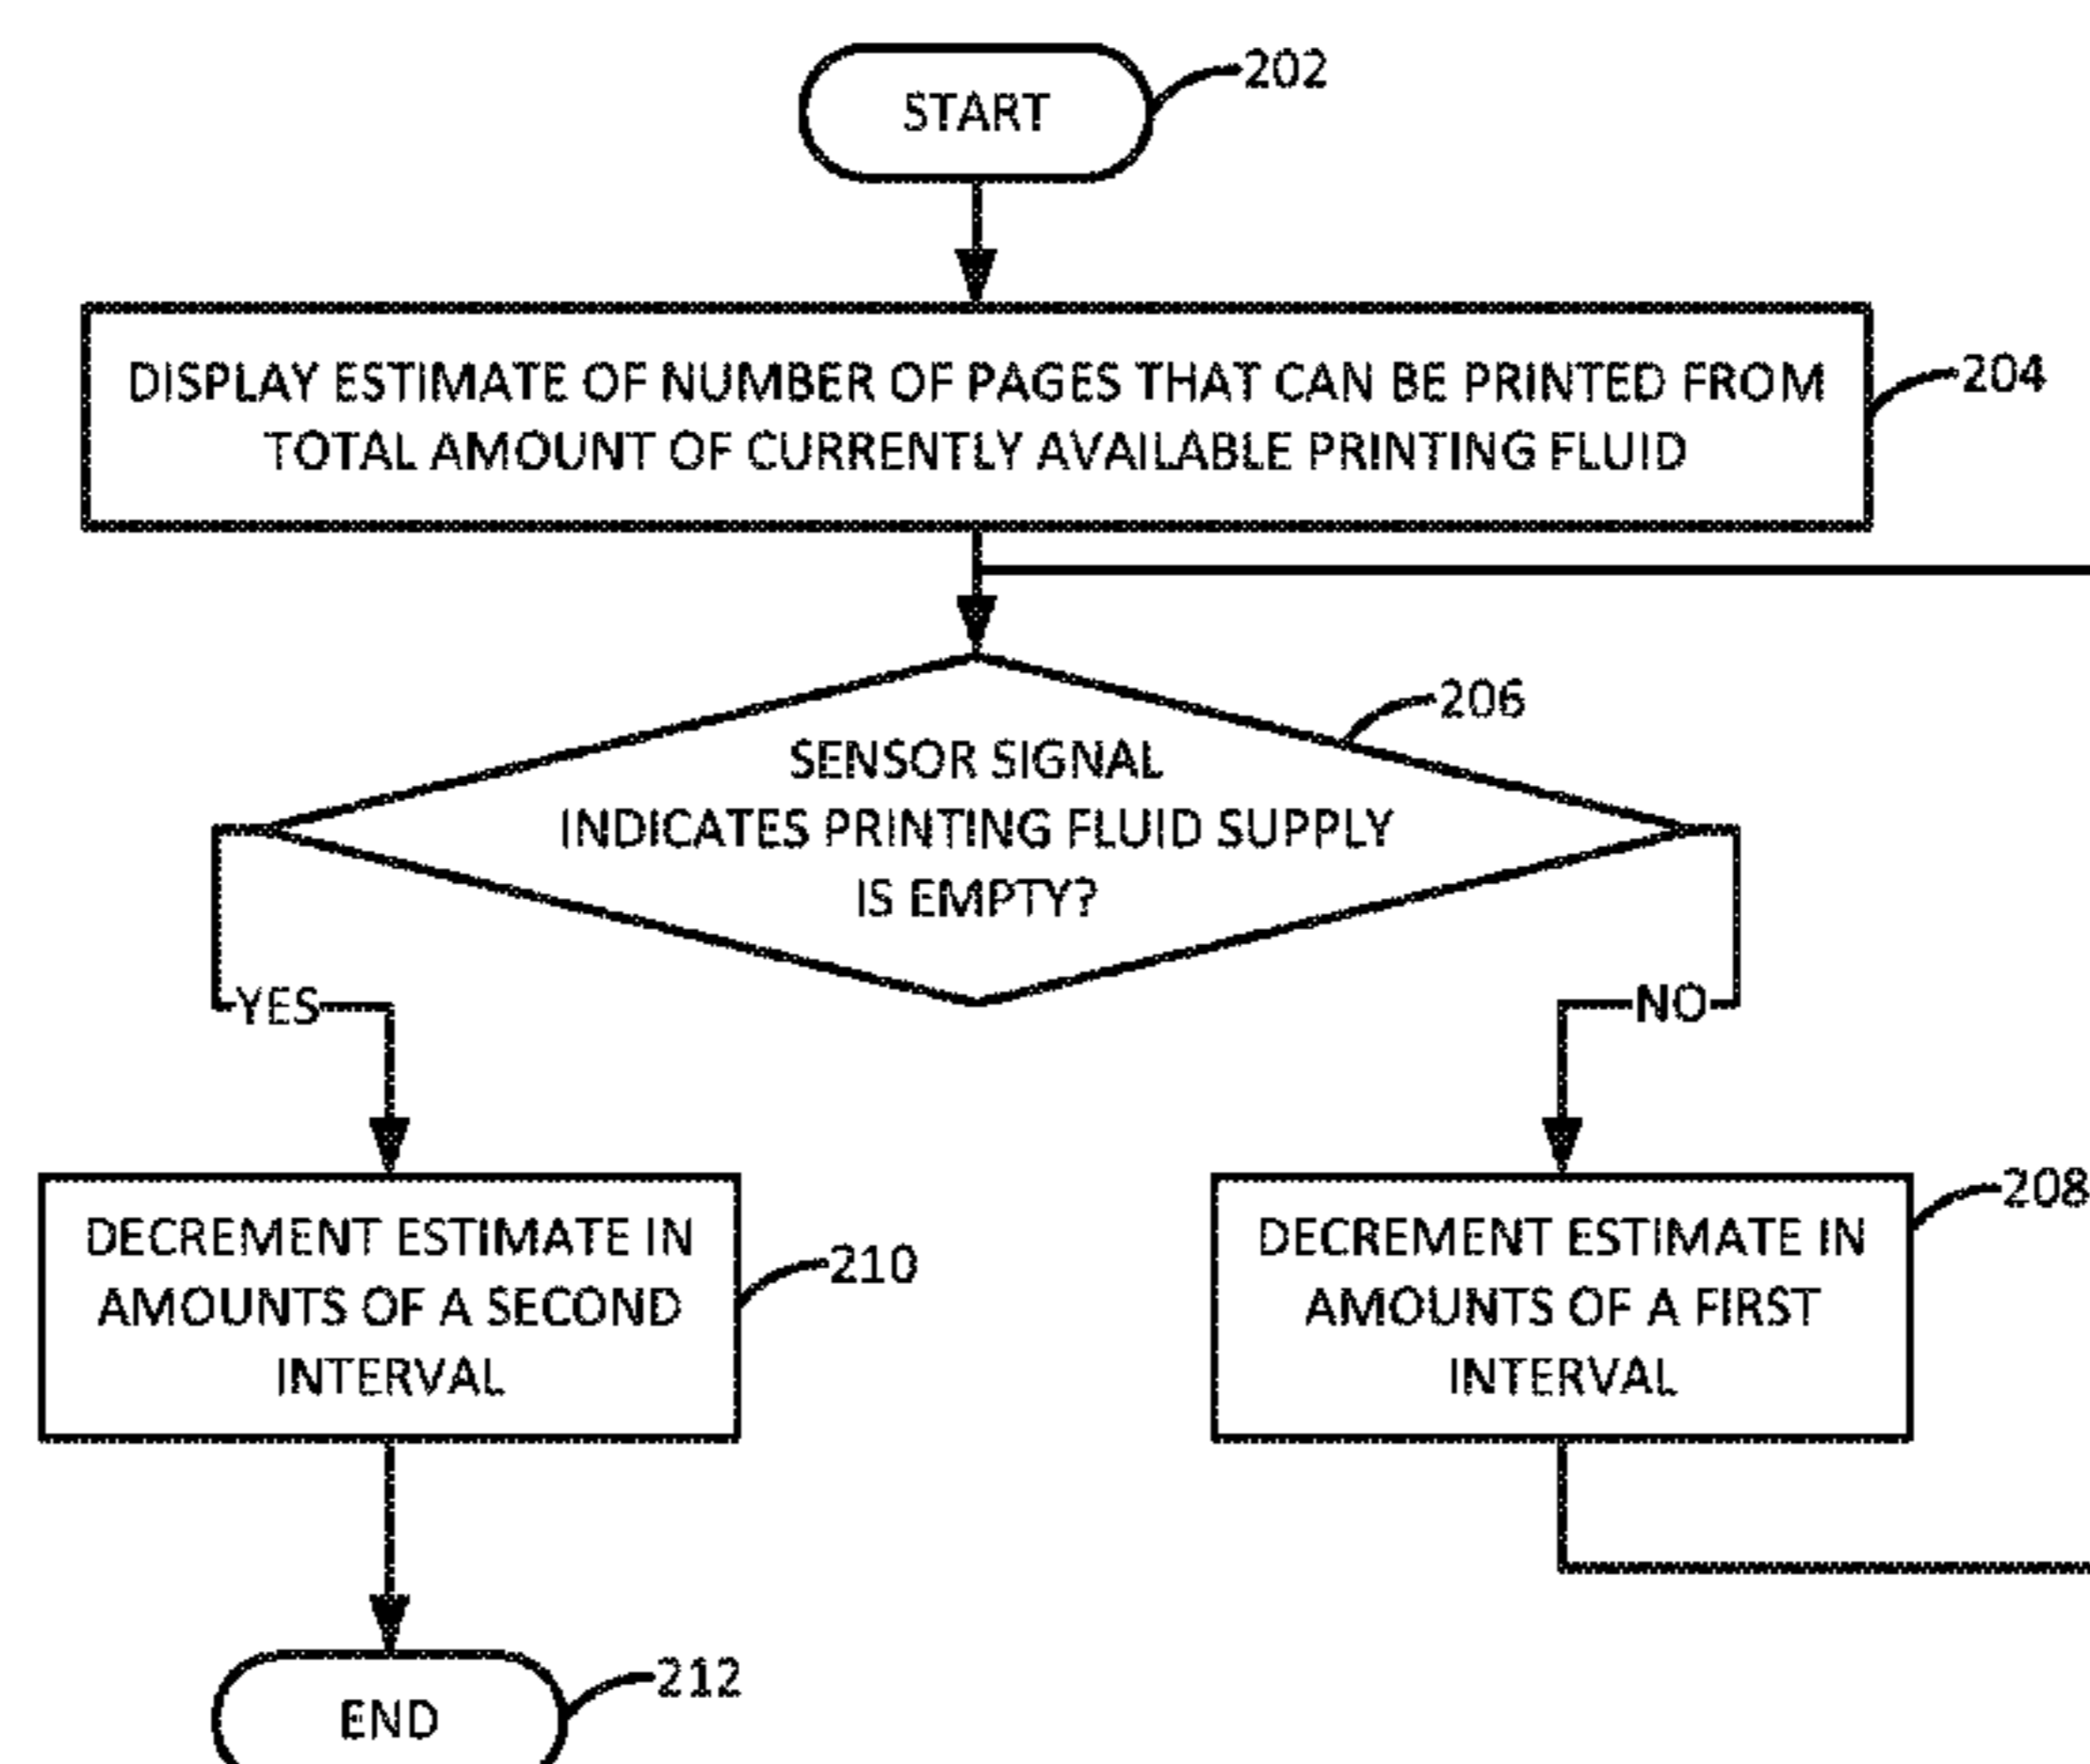 START
202
DISPLAY ESTIMATE OF NUMBER OF PAGES THAT CAN BE PRINTED FROM
TOTAL AMOUNT OF CURRENTLY AVAILABLE PRINTING FLUID
204
SENSOR SIGNAL
INDICATES PRINTING FLUID SUPPLY
IS EMPTY?
206
YES
NO
DECREMENT ESTIMATE IN
AMOUNTS OF A SECOND
INTERVAL
210
DECREMENT ESTIMATE IN
AMOUNTS OF A FIRST
INTERVAL
208
END
212